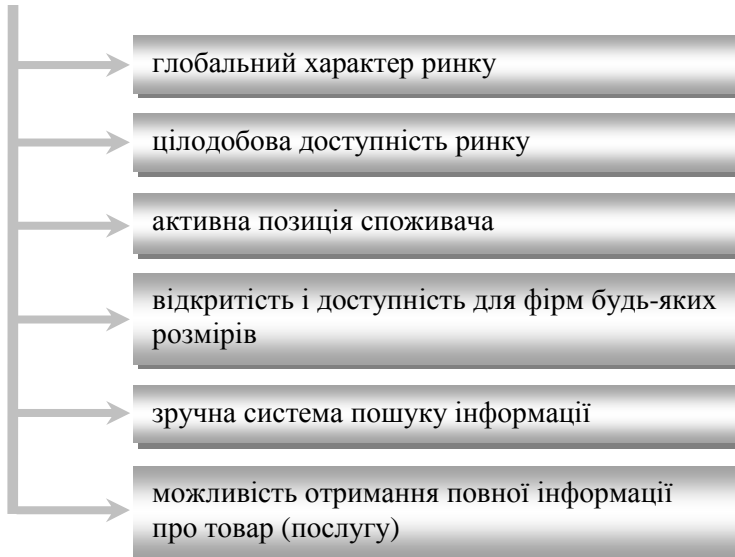 глобальний характер ринку
цілодобова доступність ринку
активна позиція споживача
відкритість і доступність для фірм будь-яких
розмірів
зручна система пошуку інформації
можливість отримання повної інформації
про товар (послугу)